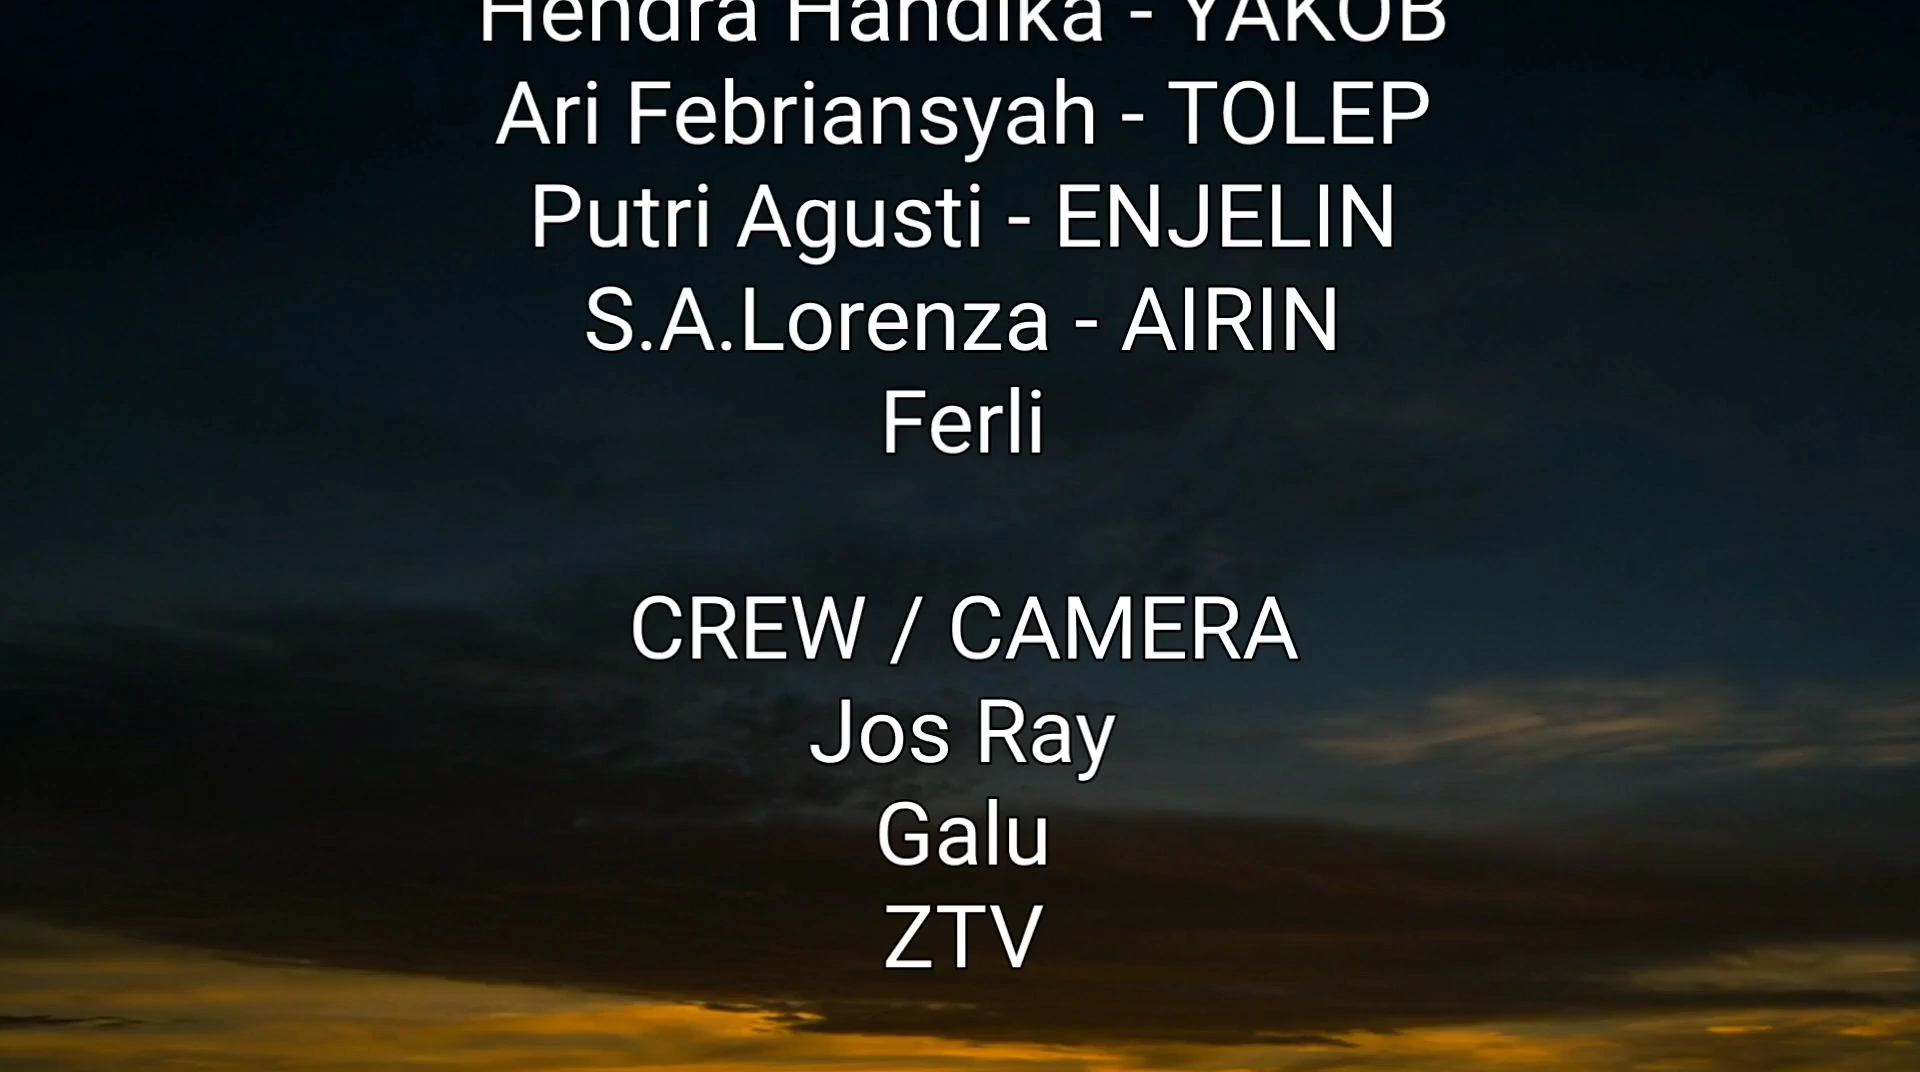 Hendra Handika - YAKOB
Ari Febriansyah - TOLEP
Putri Agusti - ENJELIN
S.A.Lorenza - AIRIN
Ferli
CREW / CAMERA
Jos Ray
Galu
ZTV